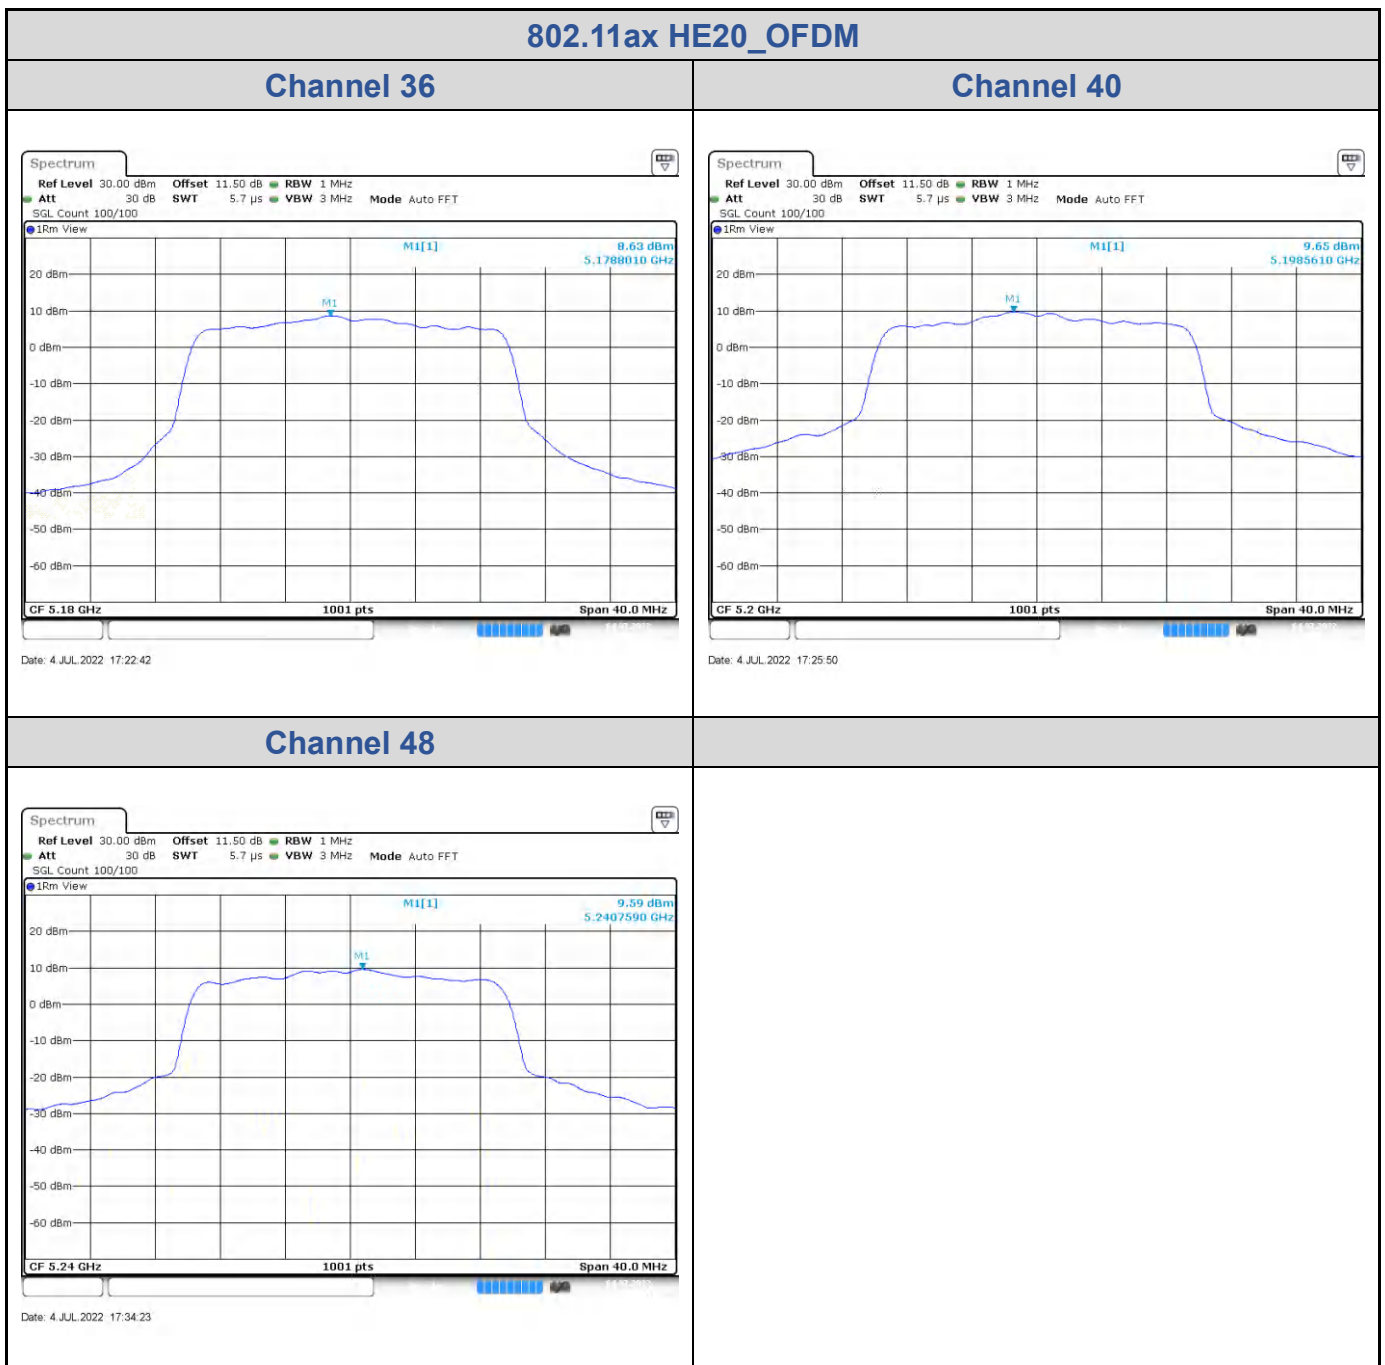 802.11ax HE20_OFDM
Channel 36
Channel 40
Spectrum
Ref Level 30.00 dBm Offset 11.50 dB RBW 1 MHz
Att 30 dB SWT 5.7 µs VBW 3 MHz Mode Auto FFT
SGL Count 100/100
1Rm View
M1[1] 8.63 dBm
5.1788010 GHz
20 dBm
M1
10 dBm
0 dBm
-10 dBm
-20 dBm
-30 dBm
-40 dBm
-50 dBm
-60 dBm
CF 5.18 GHz 1001 pts Span 40.0 MHz
Date: 4.JUL.2022 17:22:42
Spectrum
Ref Level 30.00 dBm Offset 11.50 dB RBW 1 MHz
Att 30 dB SWT 5.7 µs VBW 3 MHz Mode Auto FFT
SGL Count 100/100
1Rm View
M1[1] 9.65 dBm
5.1985610 GHz
20 dBm
M1
10 dBm
0 dBm
-10 dBm
-20 dBm
-30 dBm
-40 dBm
-50 dBm
-60 dBm
CF 5.2 GHz 1001 pts Span 40.0 MHz
Date: 4.JUL.2022 17:25:50
Channel 48
Spectrum
Ref Level 30.00 dBm Offset 11.50 dB RBW 1 MHz
Att 30 dB SWT 5.7 µs VBW 3 MHz Mode Auto FFT
SGL Count 100/100
1Rm View
M1[1] 9.59 dBm
5.2407590 GHz
20 dBm
M1
10 dBm
0 dBm
-10 dBm
-20 dBm
-30 dBm
-40 dBm
-50 dBm
-60 dBm
CF 5.24 GHz 1001 pts Span 40.0 MHz
Date: 4.JUL.2022 17:34:23